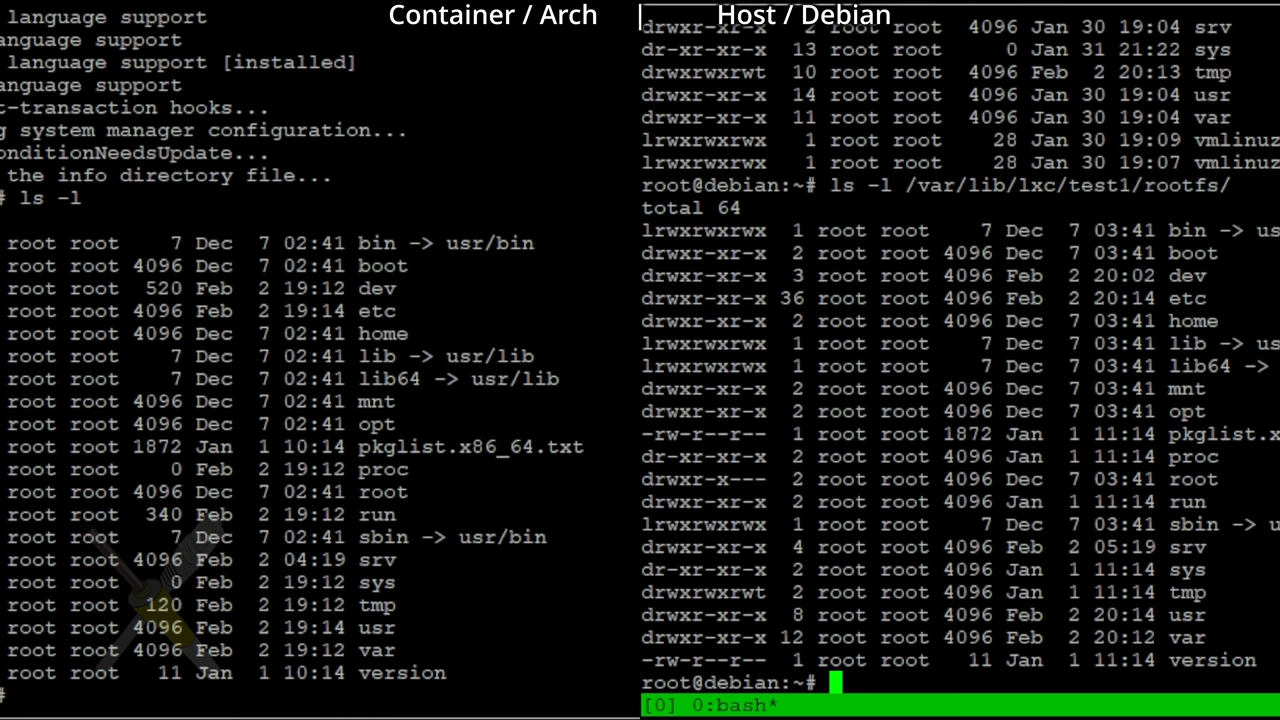 Container / Arch
language support
anguage support
language support [installed]
anguage support
t-transaction hooks...
g system manager configuration...
onditionNeedsUpdate...
the info directory file...
# ls -l
root root 7 Dec 7 02:41 bin -> usr/bin
root root 4096 Dec 7 02:41 boot
root root 520 Feb 2 19:12 dev
root root 4096 Feb 2 19:14 etc
root root 4096 Dec 7 02:41 home
root root 7 Dec 7 02:41 lib -> usr/lib
root root 7 Dec 7 02:41 lib64 -> usr/lib
root root 4096 Dec 7 02:41 mnt
root root 4096 Dec 7 02:41 opt
root root 1872 Jan 1 10:14 pkglist.x86_64.txt
root root 0 Feb 2 19:12 proc
root root 4096 Dec 7 02:41 root
root root 340 Feb 2 19:12 run
root root 7 Dec 7 02:41 sbin -> usr/bin
root root 4096 Feb 2 04:19 srv
root root 0 Feb 2 19:12 sys
root root 120 Feb 2 19:12 tmp
root root 4096 Feb 2 19:14 usr
root root 4096 Feb 2 19:12 var
root root 11 Jan 1 10:14 version
#
Host / Debian
drwxr-xr-x 2 root root 4096 Jan 30 19:04 srv
dr-xr-xr-x 13 root root 0 Jan 31 21:22 sys
drwxrwxrwt 10 root root 4096 Feb 2 20:13 tmp
drwxr-xr-x 14 root root 4096 Jan 30 19:04 usr
drwxr-xr-x 11 root root 4096 Jan 30 19:04 var
lrwxrwxrwx 1 root root 28 Jan 30 19:09 vmlinuz
lrwxrwxrwx 1 root root 28 Jan 30 19:07 vmlinuz
root@debian:~# ls -l /var/lib/lxc/test1/rootfs/
total 64
lrwxrwxrwx 1 root root 7 Dec 7 03:41 bin -> us
drwxr-xr-x 2 root root 4096 Dec 7 03:41 boot
drwxr-xr-x 3 root root 4096 Feb 2 20:02 dev
drwxr-xr-x 36 root root 4096 Feb 2 20:14 etc
drwxr-xr-x 2 root root 4096 Dec 7 03:41 home
lrwxrwxrwx 1 root root 7 Dec 7 03:41 lib -> us
lrwxrwxrwx 1 root root 7 Dec 7 03:41 lib64 ->
drwxr-xr-x 2 root root 4096 Dec 7 03:41 mnt
drwxr-xr-x 2 root root 4096 Dec 7 03:41 opt
-rw-r--r-- 1 root root 1872 Jan 1 11:14 pkglist.x
dr-xr-xr-x 2 root root 4096 Jan 1 11:14 proc
drwxr-x--- 2 root root 4096 Dec 7 03:41 root
drwxr-xr-x 2 root root 4096 Jan 1 11:14 run
lrwxrwxrwx 1 root root 7 Dec 7 03:41 sbin -> u
drwxr-xr-x 4 root root 4096 Feb 2 05:19 srv
dr-xr-xr-x 2 root root 4096 Jan 1 11:14 sys
drwxrwxrwt 2 root root 4096 Jan 1 11:14 tmp
drwxr-xr-x 8 root root 4096 Feb 2 20:14 usr
drwxr-xr-x 12 root root 4096 Feb 2 20:12 var
-rw-r--r-- 1 root root 11 Jan 1 11:14 version
root@debian:~#
[0] 0:bash*